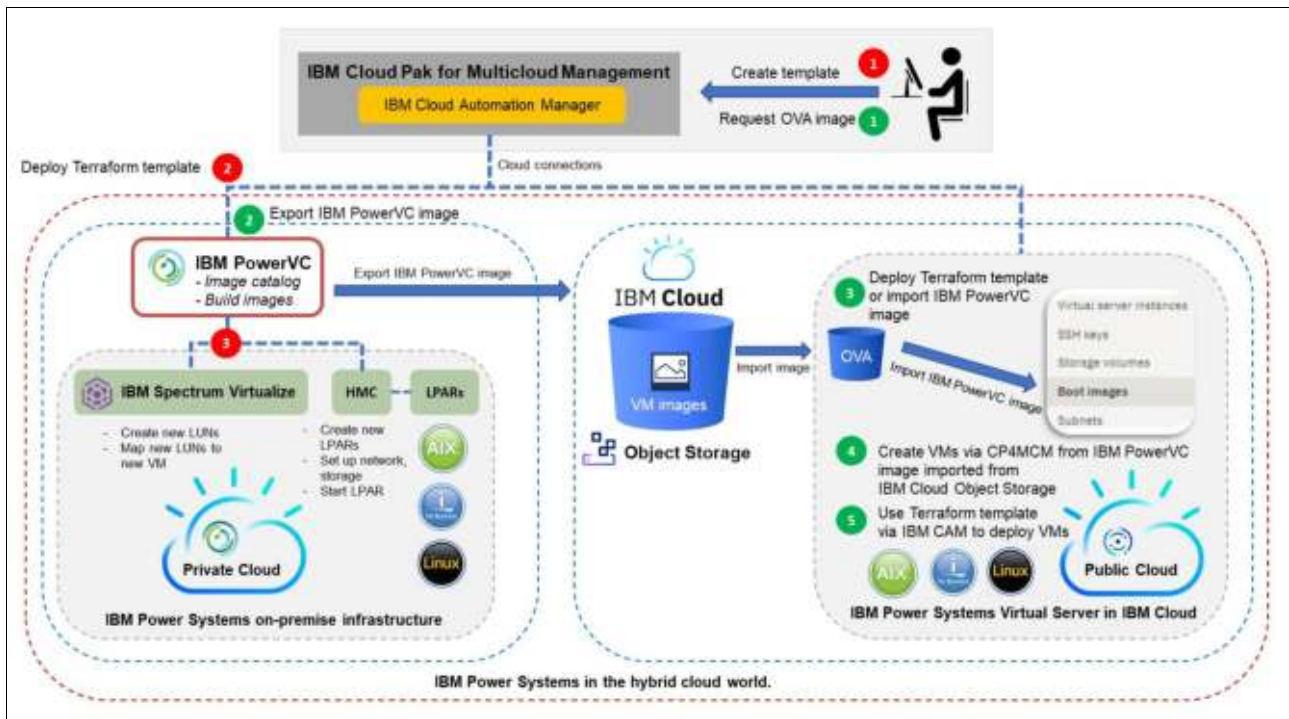 IBM Cloud Pak for Multicloud Management
IBM Cloud Automation Manager
Create template
1
Request OVA image
1
Cloud connections
Deploy Terraform template
2
2
Export IBM PowerVC image
IBM PowerVC
- Image catalog
- Build images
Export IBM PowerVC image
3
IBM Spectrum Virtualize
HMC
LPARs
- Create new LUNs
- Map new LUNs to
new VM
- Create new
LPARs
- Set up network,
storage
- Start LPAR
AIX
i
Linux
Private Cloud
IBM Power Systems on-premise infrastructure
IBM Cloud
VM images
Object Storage
Import image
3
Deploy Terraform template
or import IBM PowerVC
image
OVA
Import IBM PowerVC image
Virtual server instances
SSH keys
Storage volumes
Boot images
Subnets
4
Create VMs via CP4MCM from IBM PowerVC
image imported from
IBM Cloud Object Storage
5
Use Terraform template
via IBM CAM to deploy VMs
AIX
i
Linux
Public Cloud
IBM Power Systems Virtual Server in IBM Cloud
IBM Power Systems in the hybrid cloud world.